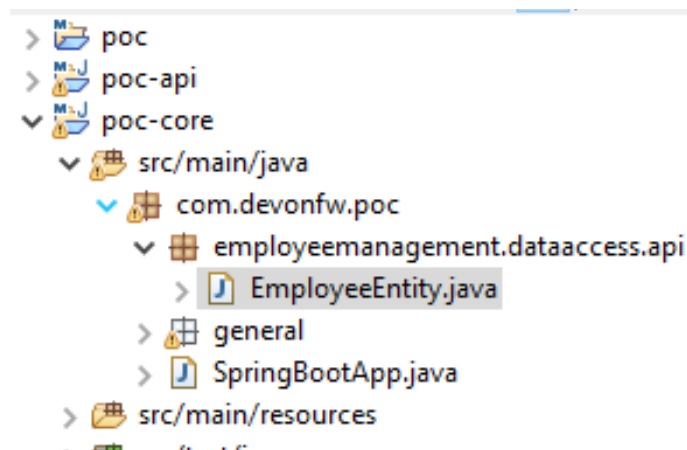 poc
poc-api
poc-core
src/main/java
com.devonfw.poc
employeemanagement.dataaccess.api
EmployeeEntity.java
general
SpringBootApp.java
src/main/resources